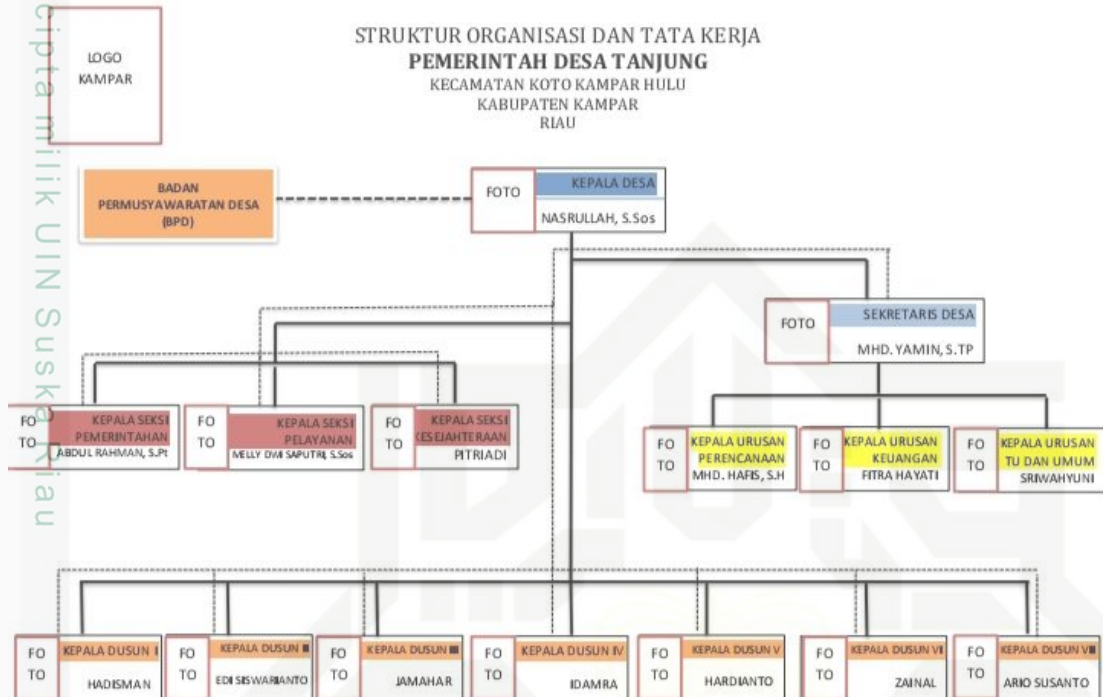 cipta milik UIN Suska Riau
LOGO
KAMPAR
STRUKTUR ORGANISASI DAN TATA KERJA
PEMERINTAH DESA TANJUNG
KECAMATAN KOTO KAMPAR HULU
KABUPATEN KAMPAR
RIAU
BADAN
PERMUSYAWARATAN DESA
(BPD)
FOTO
KEPALA DESA
NASRULLAH, S.Sos
FOTO
SEKRETARIS DESA
MHD. YAMIN, S.TP
FO
TO
KEPALA SEKSI
PEMERINTAHAN
ABDUL RAHMAN, S.Pt
FO
TO
KEPALA SEKSI
PELAYANAN
MELLY DWI SAPUTRI, S.Sos
FO
TO
KEPALA SEKSI
KESEJAHTERAAN
PITRIADI
FO
TO
KEPALA URUSAN
PERENCANAAN
MHD. HAFIS, S.H
FO
TO
KEPALA URUSAN
KEUANGAN
FITRA HAYATI
FO
TO
KEPALA URUSAN
TU DAN UMUM
SRIWAHYUNI
FO
TO
KEPALA DUSUN I
HADISMAN
FO
TO
KEPALA DUSUN II
EDI SISWARIANTO
FO
TO
KEPALA DUSUN III
JAMAHAR
FO
TO
KEPALA DUSUN IV
IDAMRA
FO
TO
KEPALA DUSUN V
HARDIANTO
FO
TO
KEPALA DUSUN VI
ZAINAL
FO
TO
KEPALA DUSUN VII
ARIO SUSANTO